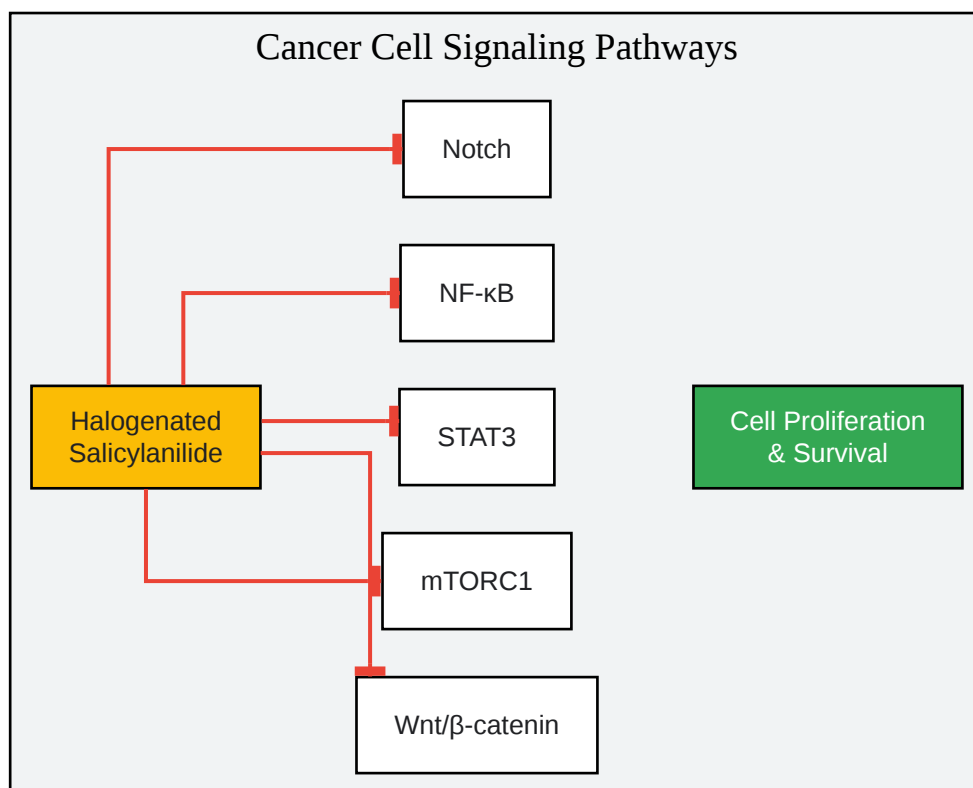 Cancer Cell Signaling Pathways
Notch
NF-κB
Halogenated
Salicylanilide
STAT3
Cell Proliferation
& Survival
mTORC1
Wnt/β-catenin